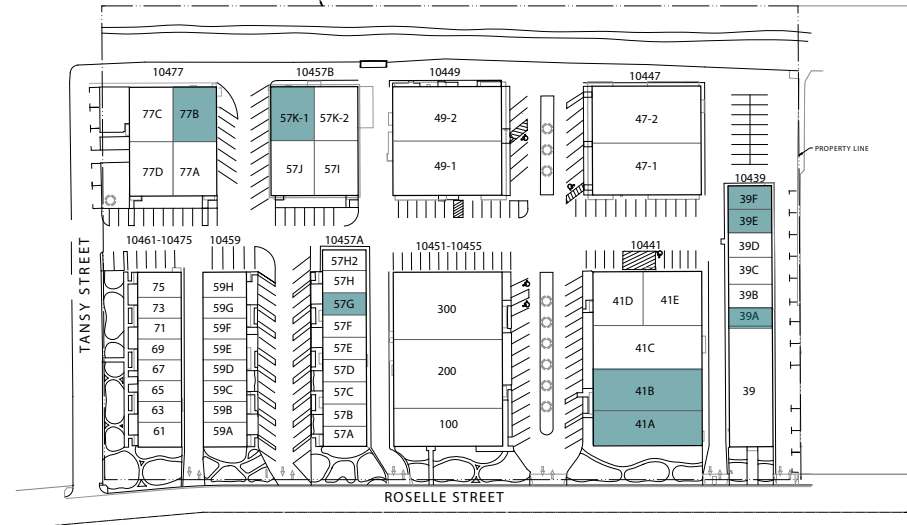 10477
10457B
10449
10447
77C
77B
77D
77A
57K-1
57K-2
57J
57I
49-2
49-1
47-2
47-1
PROPERTY LINE
10439
39F
39E
39D
39C
39B
39A
39
TANSY STREET
10461-10475
75
73
71
69
67
65
63
61
10459
59H
59G
59F
59E
59D
59C
59B
59A
10457A
57H2
57H
57G
57F
57E
57D
57C
57B
57A
10451-10455
300
200
100
10441
41D
41E
41C
41B
41A
ROSELLE STREET